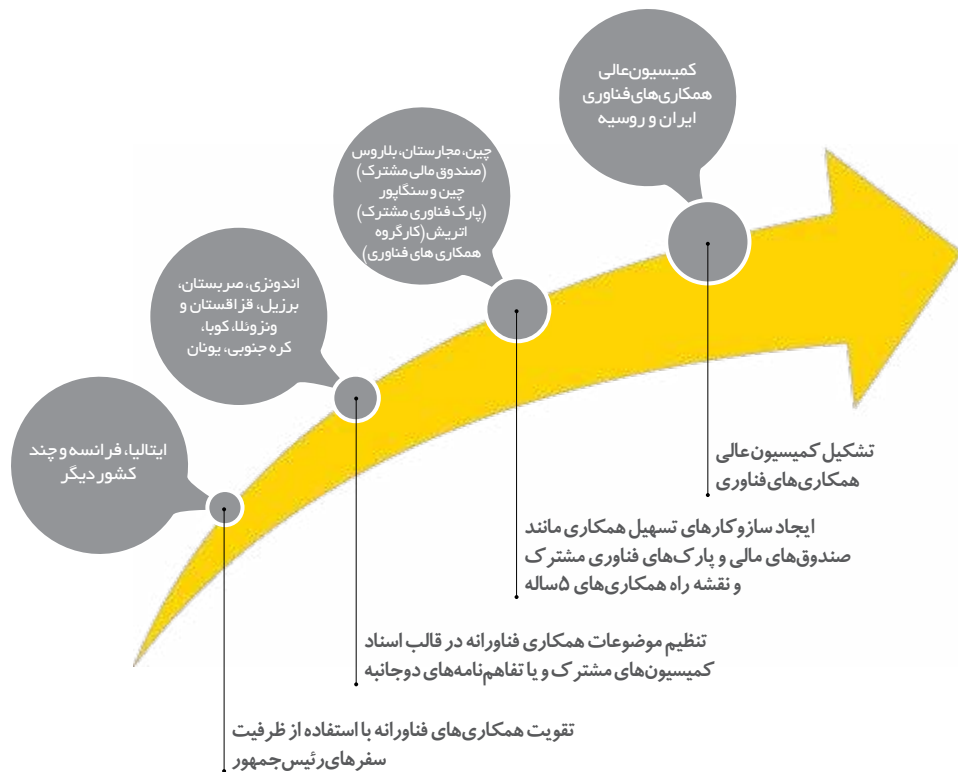 کمیسیون‌عالی
همکاری‌های‌فناوری
ایران و روسیه
چین، مجارستان، بلاروس
(صندوق مالی مشترک)
چین و سنگاپور
(پارک فناوری مشترک)
اتریش(کارگروه
همکاری های فناوری)
اندونزی، صربستان،
برزیل، قزاقستان و
ونزوئلا، کوبا،
کره جنوبی، یونان
ایتالیا، فرانسه و چند
کشور دیگر
تشکیل کمیسیون‌عالی
همکاری‌های‌فناوری
ایجاد سازوکارهای تسهیل همکاری مانند
صندوق‌های مالی و پارک‌های فناوری مشترک
و نقشه راه همکاری‌های ۵ساله
تنظیم موضوعات همکاری فناورانه در قالب اسناد
کمیسیون‌های مشترک و یا تفاهم‌نامه‌های دوجانبه
تقویت همکاری‌های فناورانه با استفاده از ظرفیت
سفرهای رئیس‌جمهور